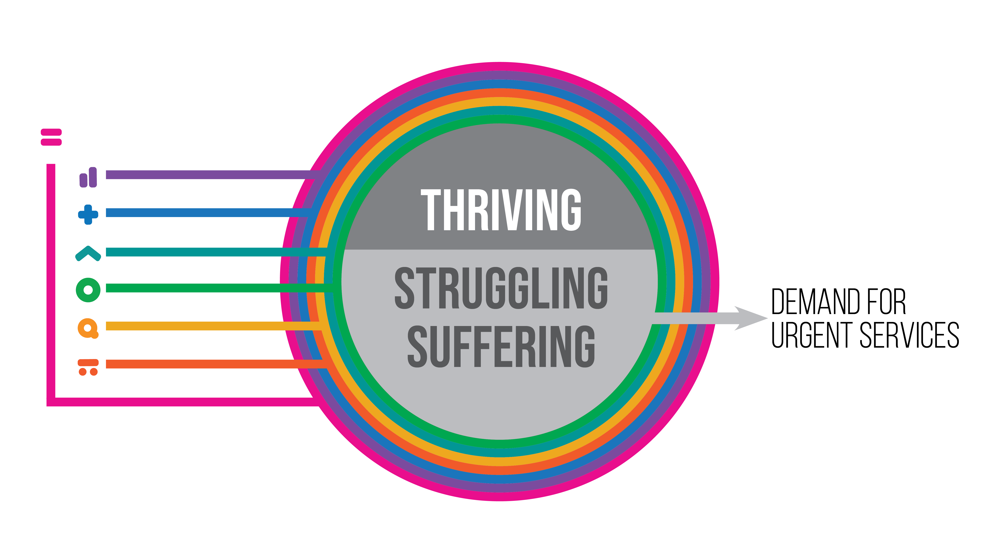 THRIVING
STRUGGLING
SUFFERING
DEMAND FOR
URGENT SERVICES